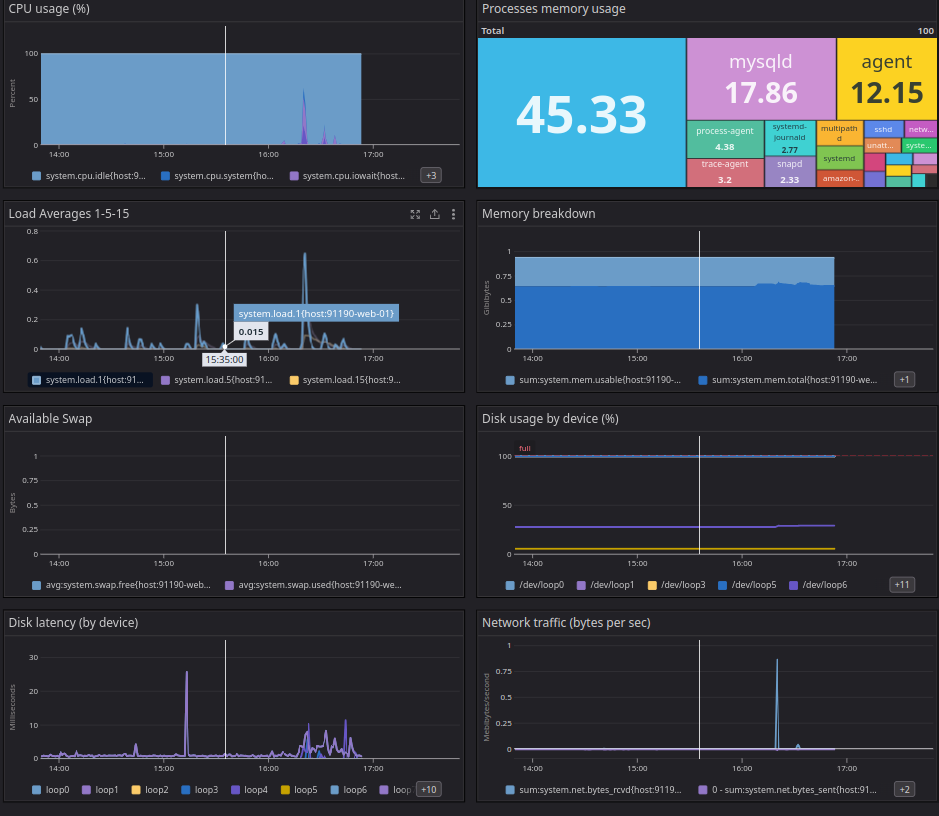 CPU usage (%)
100
50
0
Percent
14:00 15:00 16:00 17:00
system.cpu.idle{host:9... system.cpu.system{ho... system.cpu.iowait{host... +3
Processes memory usage
Total 100
45.33
mysqld
17.86
agent
12.15
process-agent
4.38
systemd-
journald
2.77
multipath
d
sshd
netw...
unatt...
syste...
trace-agent
3.2
snapd
2.33
systemd
amazon-..
Load Averages 1-5-15
0.8
0.6
0.4
0.2
0
system.load.1{host:91190-web-01}
0.015
15:35:00
14:00 15:00 16:00 17:00
system.load.1{host:91... system.load.5{host:91... system.load.15{host:9...
Memory breakdown
1
0.75
0.5
0.25
0
Gibibytes
14:00 15:00 16:00 17:00
sum:system.mem.usable{host:91190-... sum:system.mem.total{host:91190-we... +1
Available Swap
1
0.75
0.5
0.25
0
Bytes
14:00 15:00 16:00 17:00
avg:system.swap.free{host:91190-web... avg:system.swap.used{host:91190-we...
Disk usage by device (%)
full
100
50
0
14:00 15:00 16:00 17:00
/dev/loop0 /dev/loop1 /dev/loop3 /dev/loop5 /dev/loop6 +11
Disk latency (by device)
30
20
10
0
Milliseconds
14:00 15:00 16:00 17:00
loop0 loop1 loop2 loop3 loop4 loop5 loop6 loop +10
Network traffic (bytes per sec)
1
0.75
0.5
0.25
0
Mebibytes/second
14:00 15:00 16:00 17:00
sum:system.net.bytes_rcvd{host:9119... 0 - sum:system.net.bytes_sent{host:91... +2